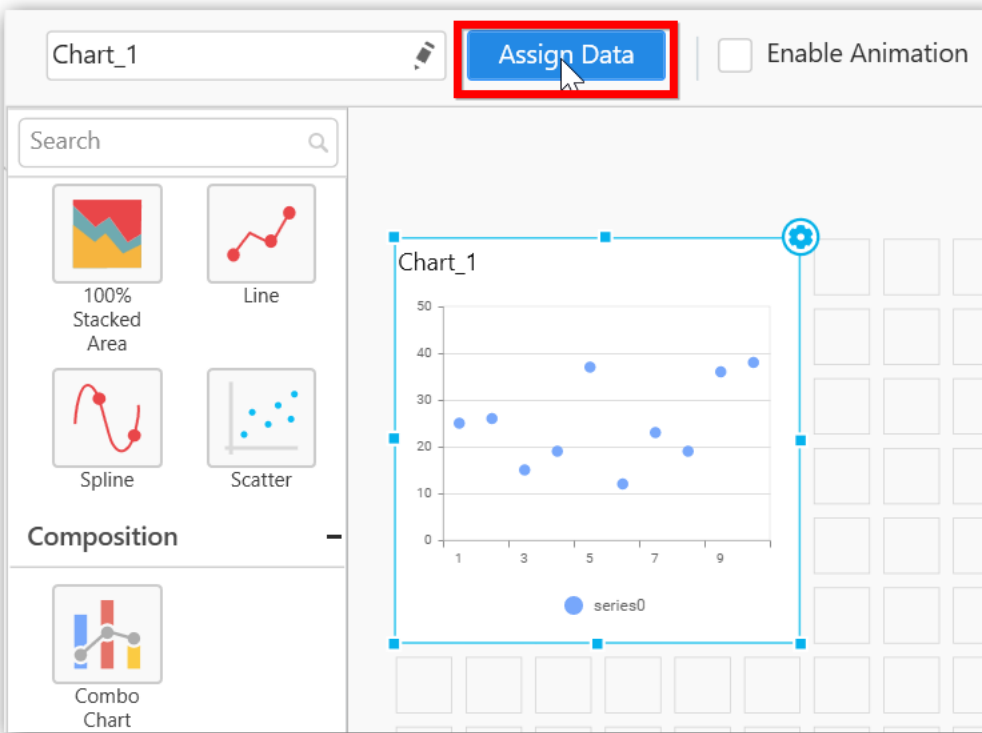 Chart_1
Assign Data
Enable Animation
Search
100%
Stacked
Area
Line
Spline
Scatter
Composition
Combo
Chart
Chart_1
50
40
30
20
10
0
1 3 5 7 9
series0